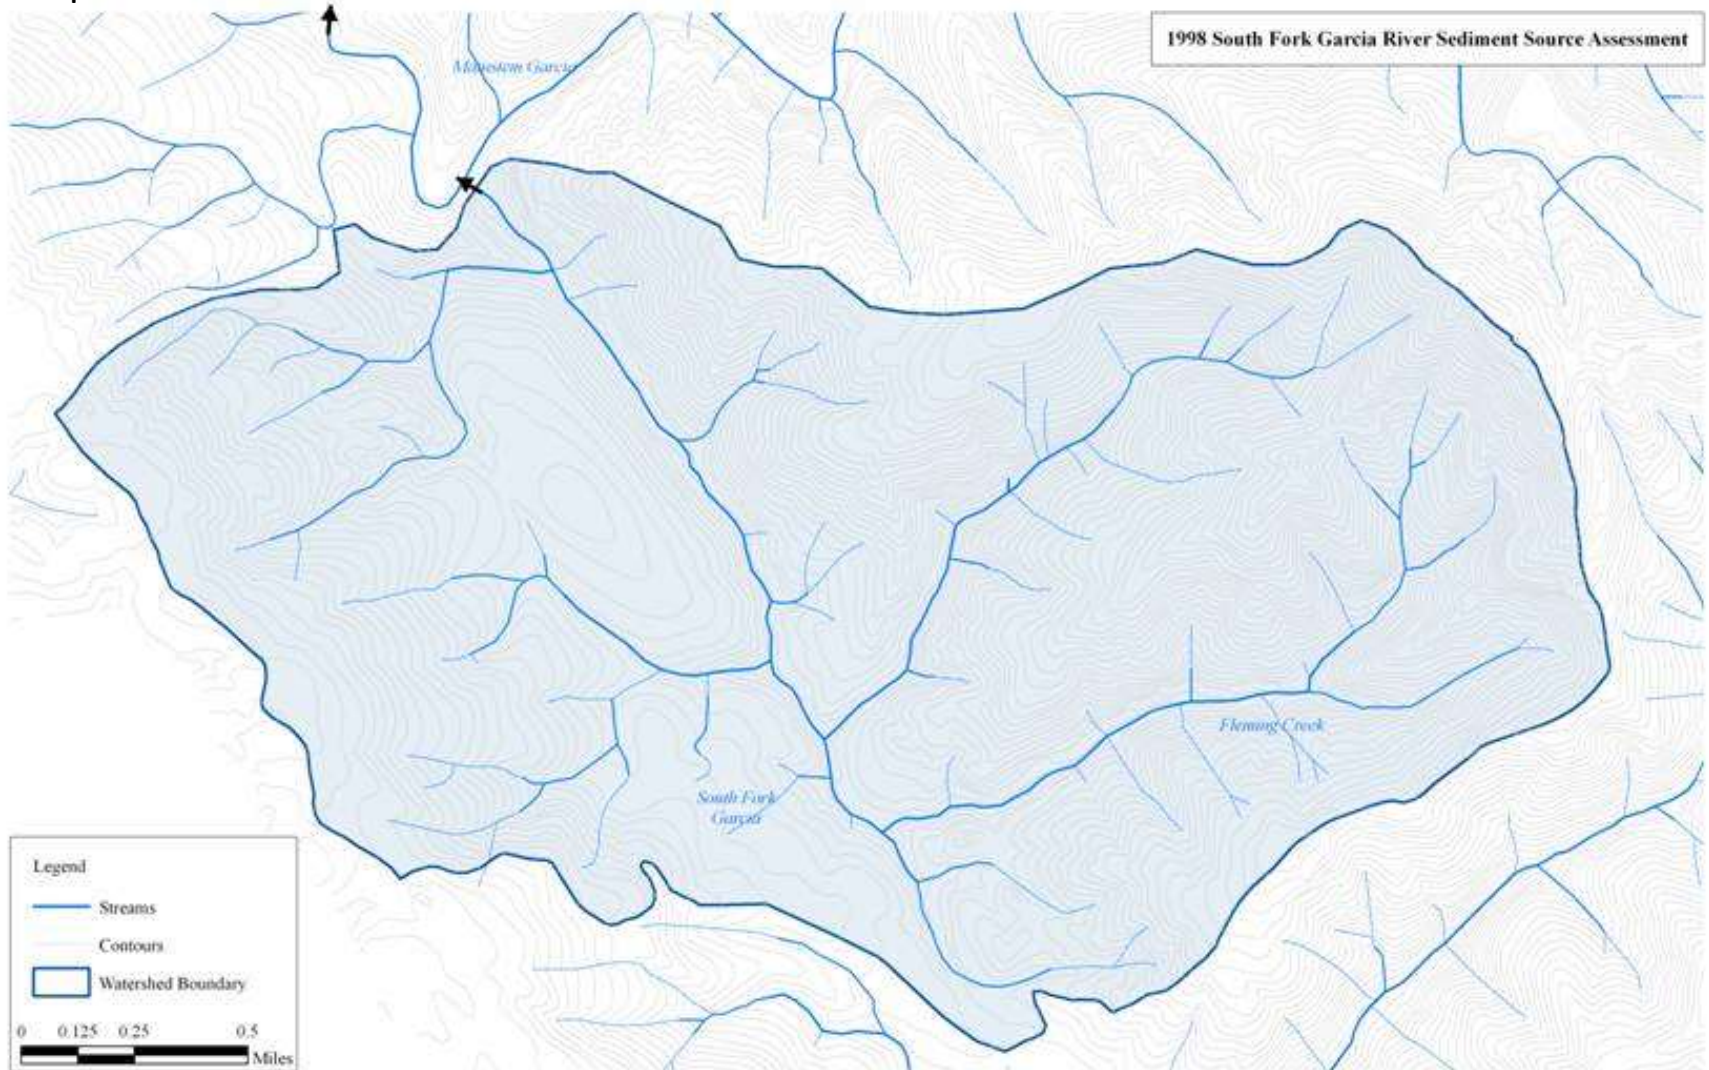 1998 South Fork Garcia River Sediment Source Assessment
Mainstem Garcia
Fleming Creek
South Fork
Garcia
Legend
Streams
Contours
Watershed Boundary
0 0.125 0.25 0.5
Miles